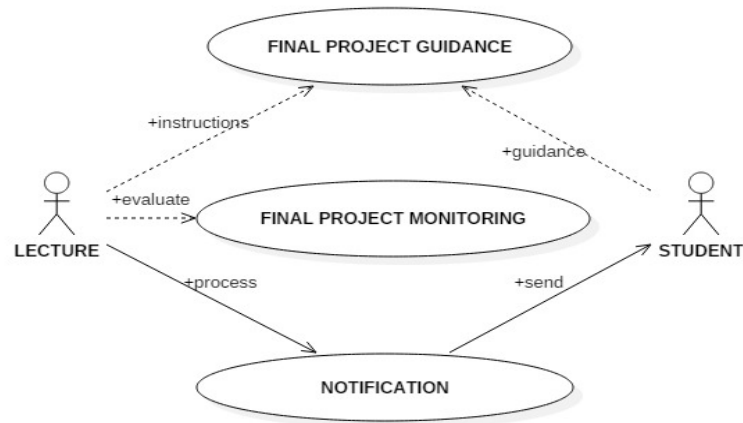 FINAL PROJECT GUIDANCE
+instructions
+guidance
+evaluate
FINAL PROJECT MONITORING
LECTURE
STUDENT
+process
+send
NOTIFICATION